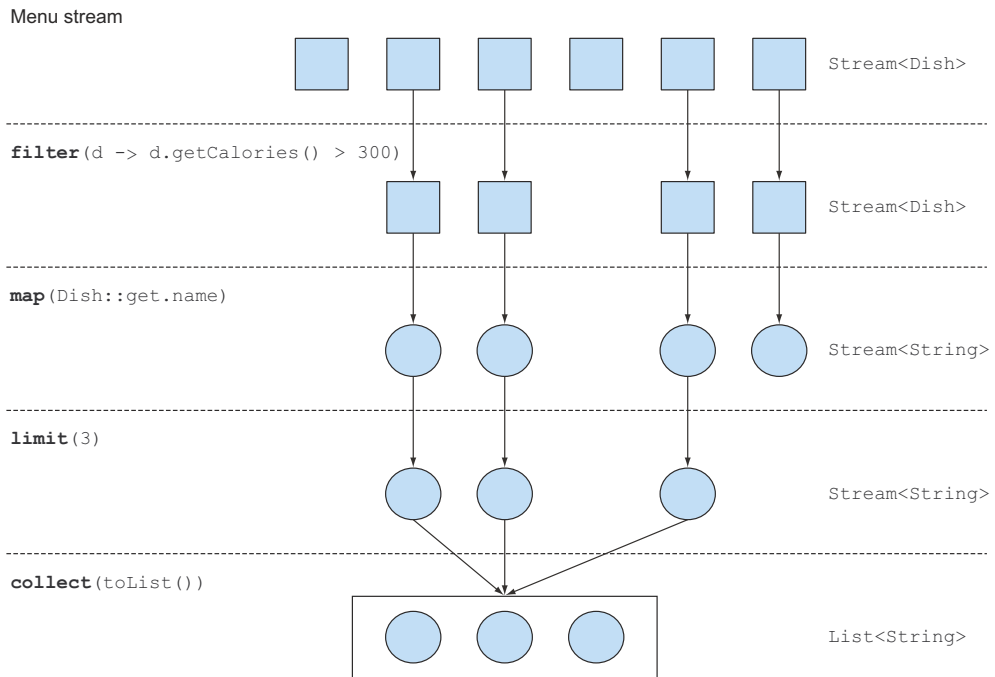 Menu stream
Stream<Dish>
filter(d -> d.getCalories() > 300)
Stream<Dish>
map(Dish::get.name)
Stream<String>
limit(3)
Stream<String>
collect(toList())
List<String>